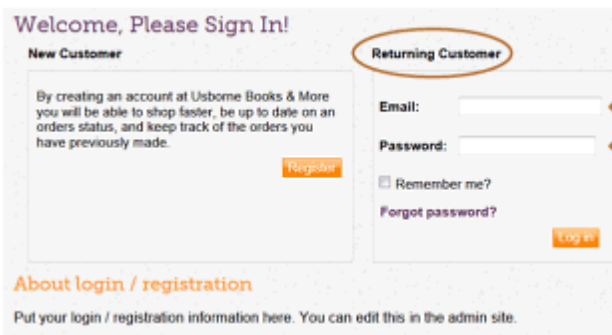 Welcome, Please Sign In!
New Customer
By creating an account at Usborne Books & More
you will be able to shop faster, be up to date on an
orders status, and keep track of the orders you
have previously made.
Register
Returning Customer
Email:
Password:
Remember me?
Forgot password?
Log in
About login / registration
Put your login / registration information here. You can edit this in the admin site.